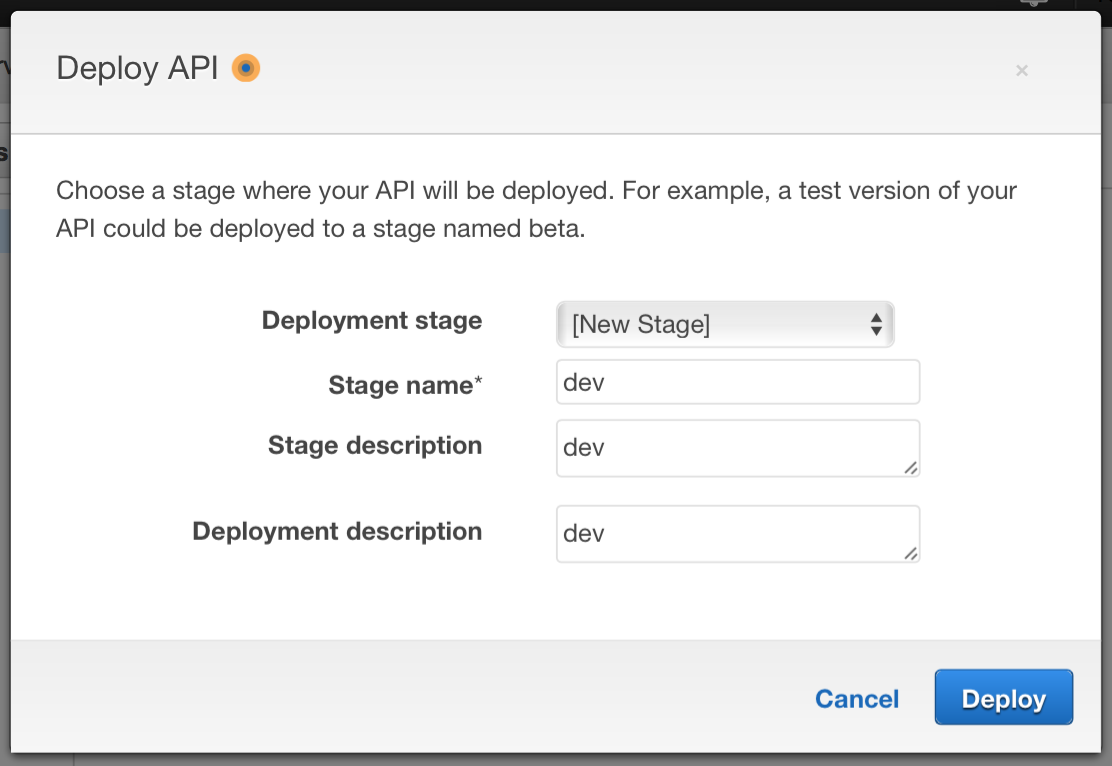 Deploy API
×
Choose a stage where your API will be deployed. For example, a test version of your
API could be deployed to a stage named beta.
Deployment stage [New Stage]
Stage name* dev
Stage description dev
Deployment description dev
Cancel Deploy